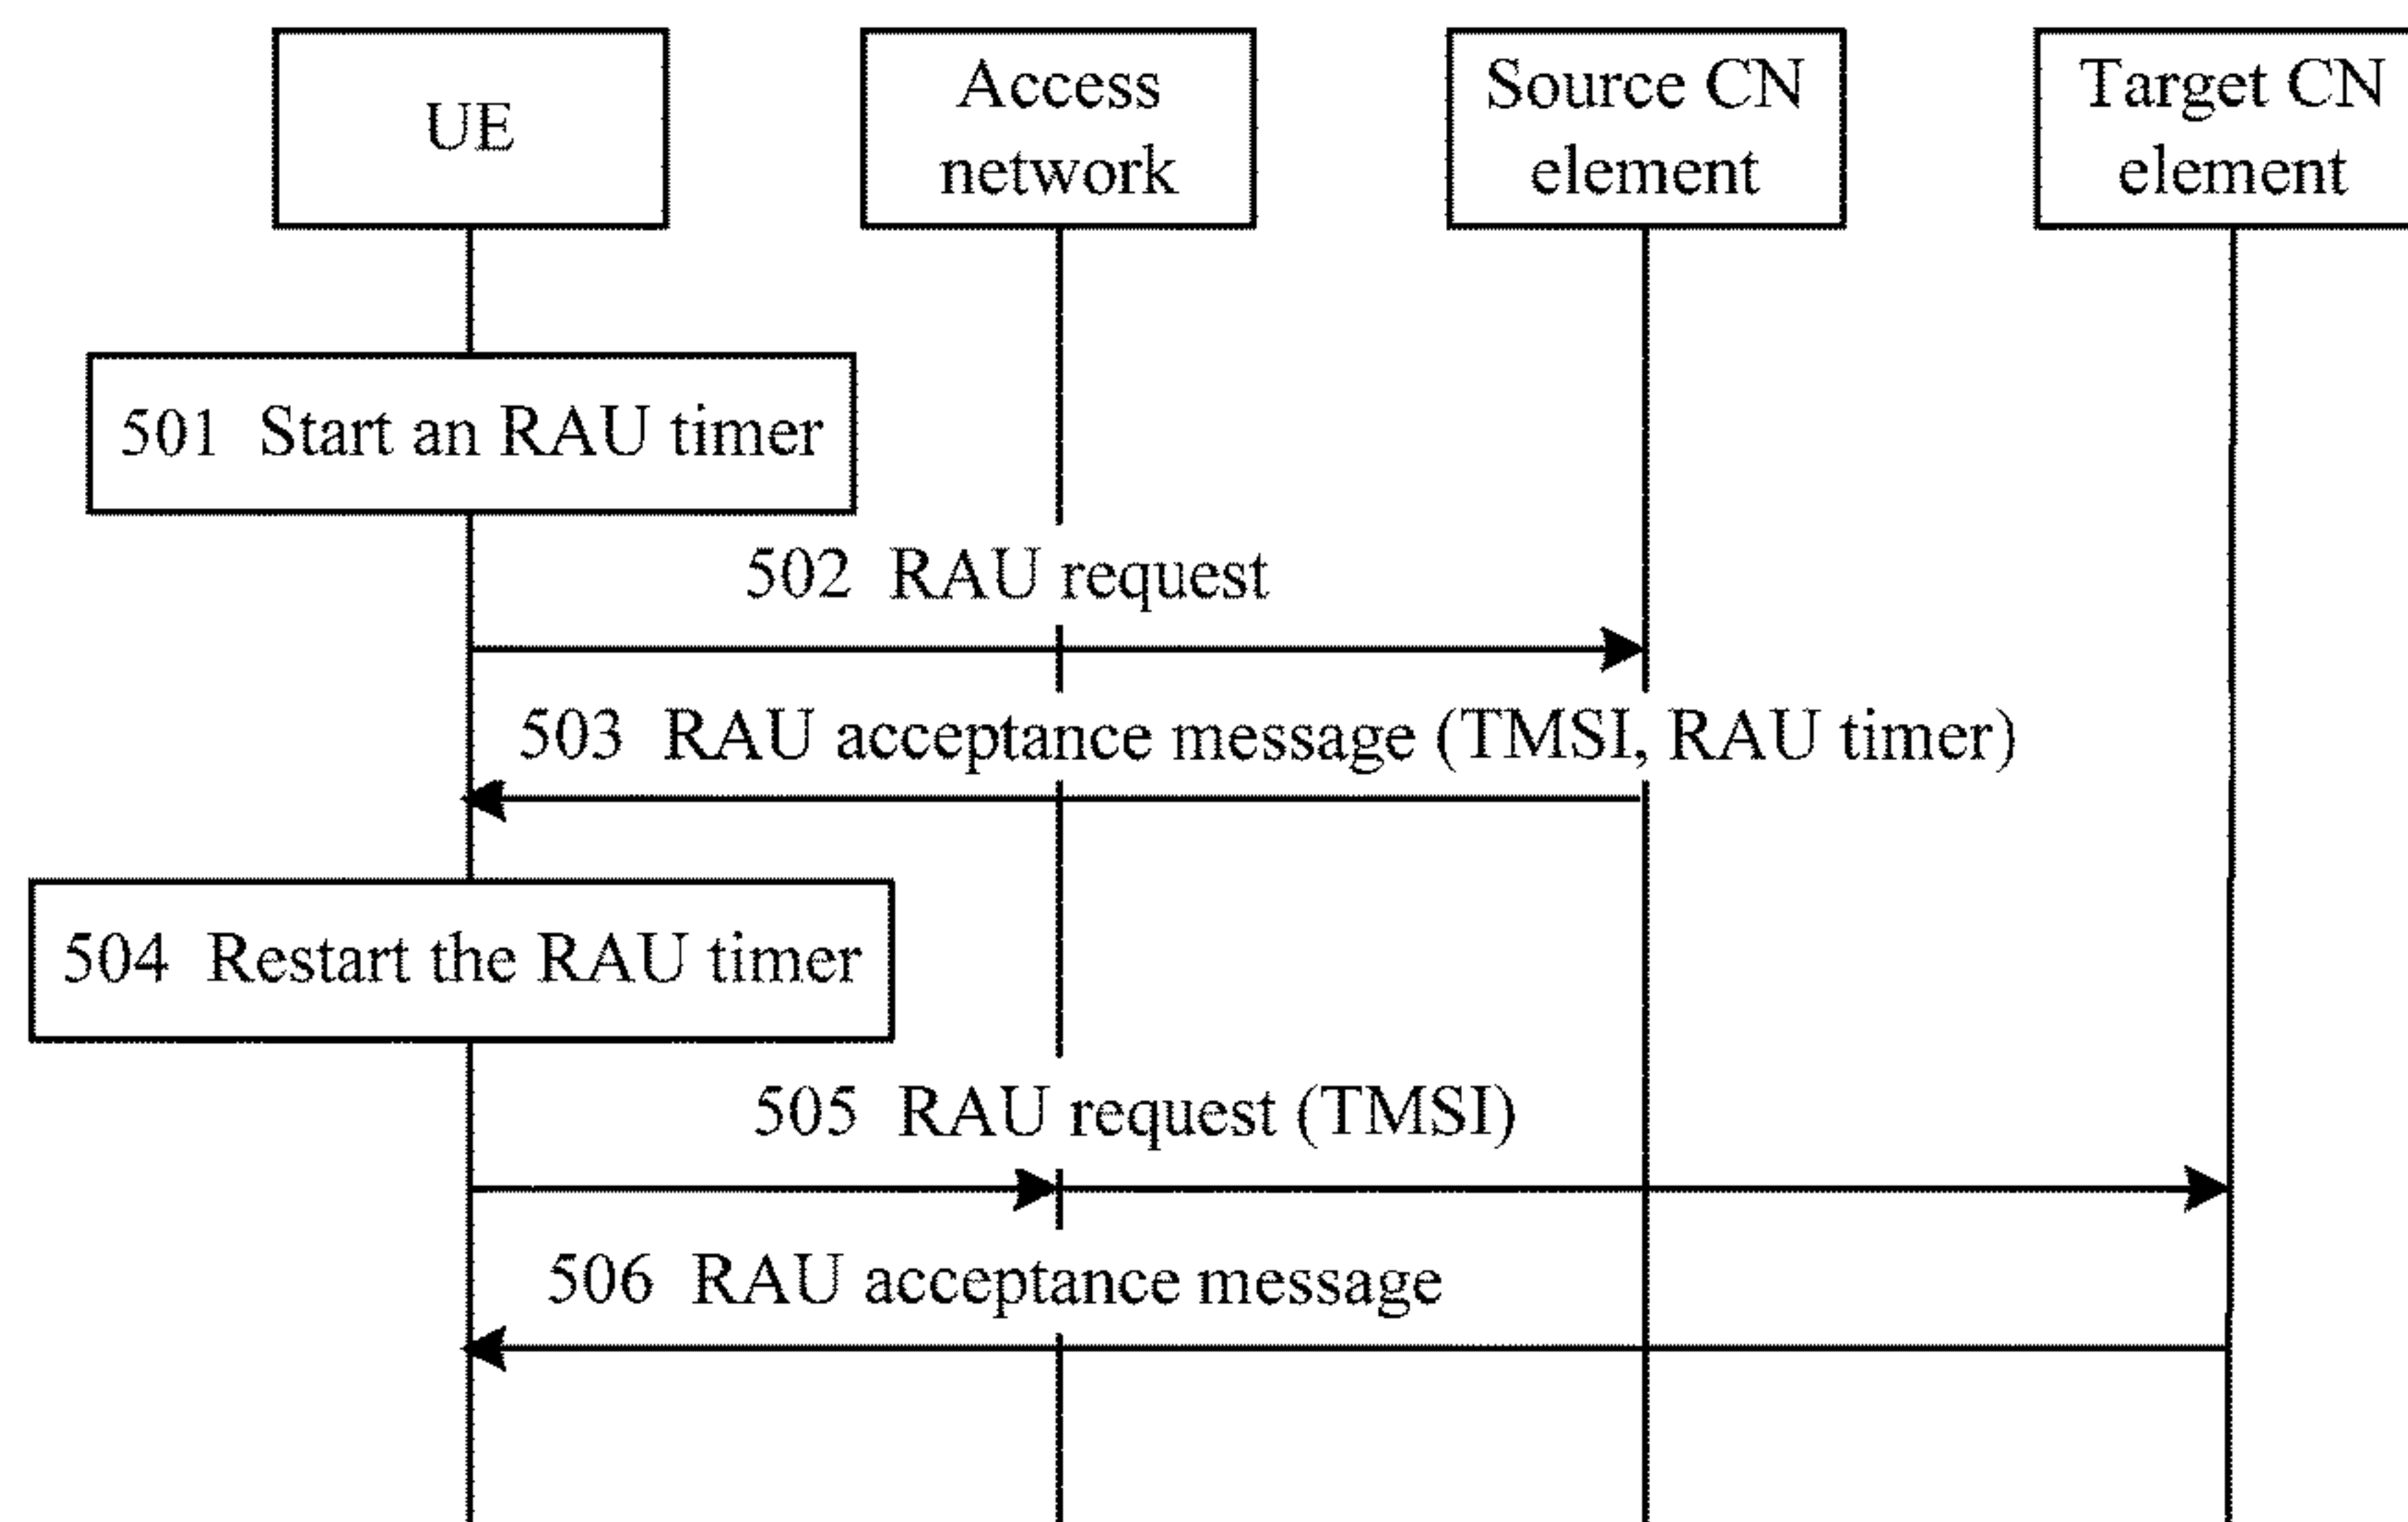 UE
Access
network
Source CN
element
Target CN
element
501 Start an RAU timer
502 RAU request
503 RAU acceptance message (TMSI, RAU timer)
504 Restart the RAU timer
505 RAU request (TMSI)
506 RAU acceptance message